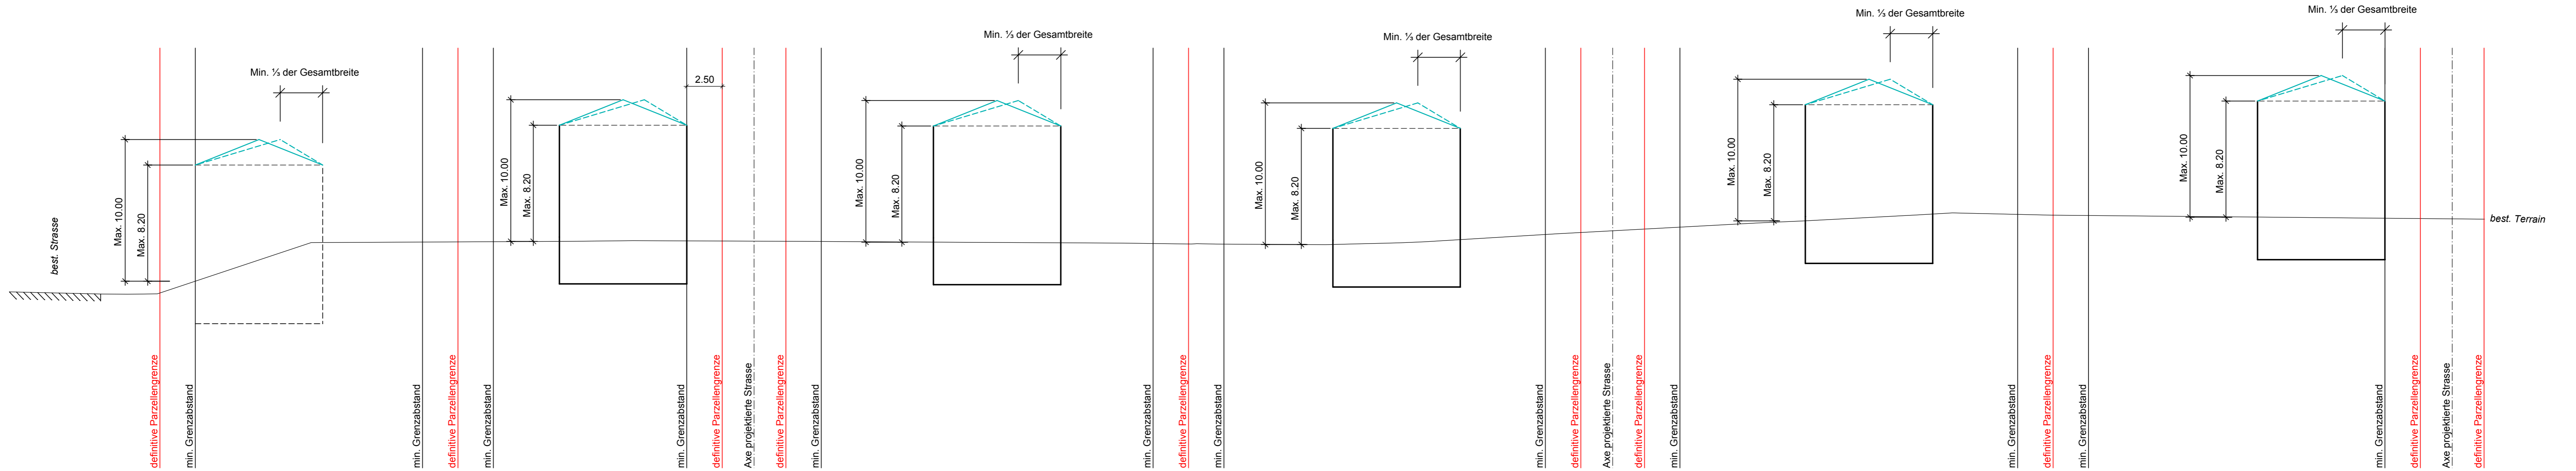 Min. ⅓ der Gesamtbreite
Min. ⅓ der Gesamtbreite
Min. ⅓ der Gesamtbreite
Min. ⅓ der Gesamtbreite
Min. ⅓ der Gesamtbreite
2.50
best. Strasse
Max. 10.00
Max. 8.20
Max. 10.00
Max. 8.20
Max. 10.00
Max. 8.20
Max. 10.00
Max. 8.20
Max. 10.00
Max. 8.20
Max. 10.00
Max. 8.20
best. Terrain
definitive Parzellengrenze
min. Grenzabstand
min. Grenzabstand
definitive Parzellengrenze
min. Grenzabstand
min. Grenzabstand
definitive Parzellengrenze
Axe projektierte Strasse
definitive Parzellengrenze
min. Grenzabstand
min. Grenzabstand
definitive Parzellengrenze
min. Grenzabstand
min. Grenzabstand
definitive Parzellengrenze
Axe projektierte Strasse
definitive Parzellengrenze
min. Grenzabstand
min. Grenzabstand
definitive Parzellengrenze
min. Grenzabstand
min. Grenzabstand
definitive Parzellengrenze
Axe projektierte Strasse
definitive Parzellengrenze